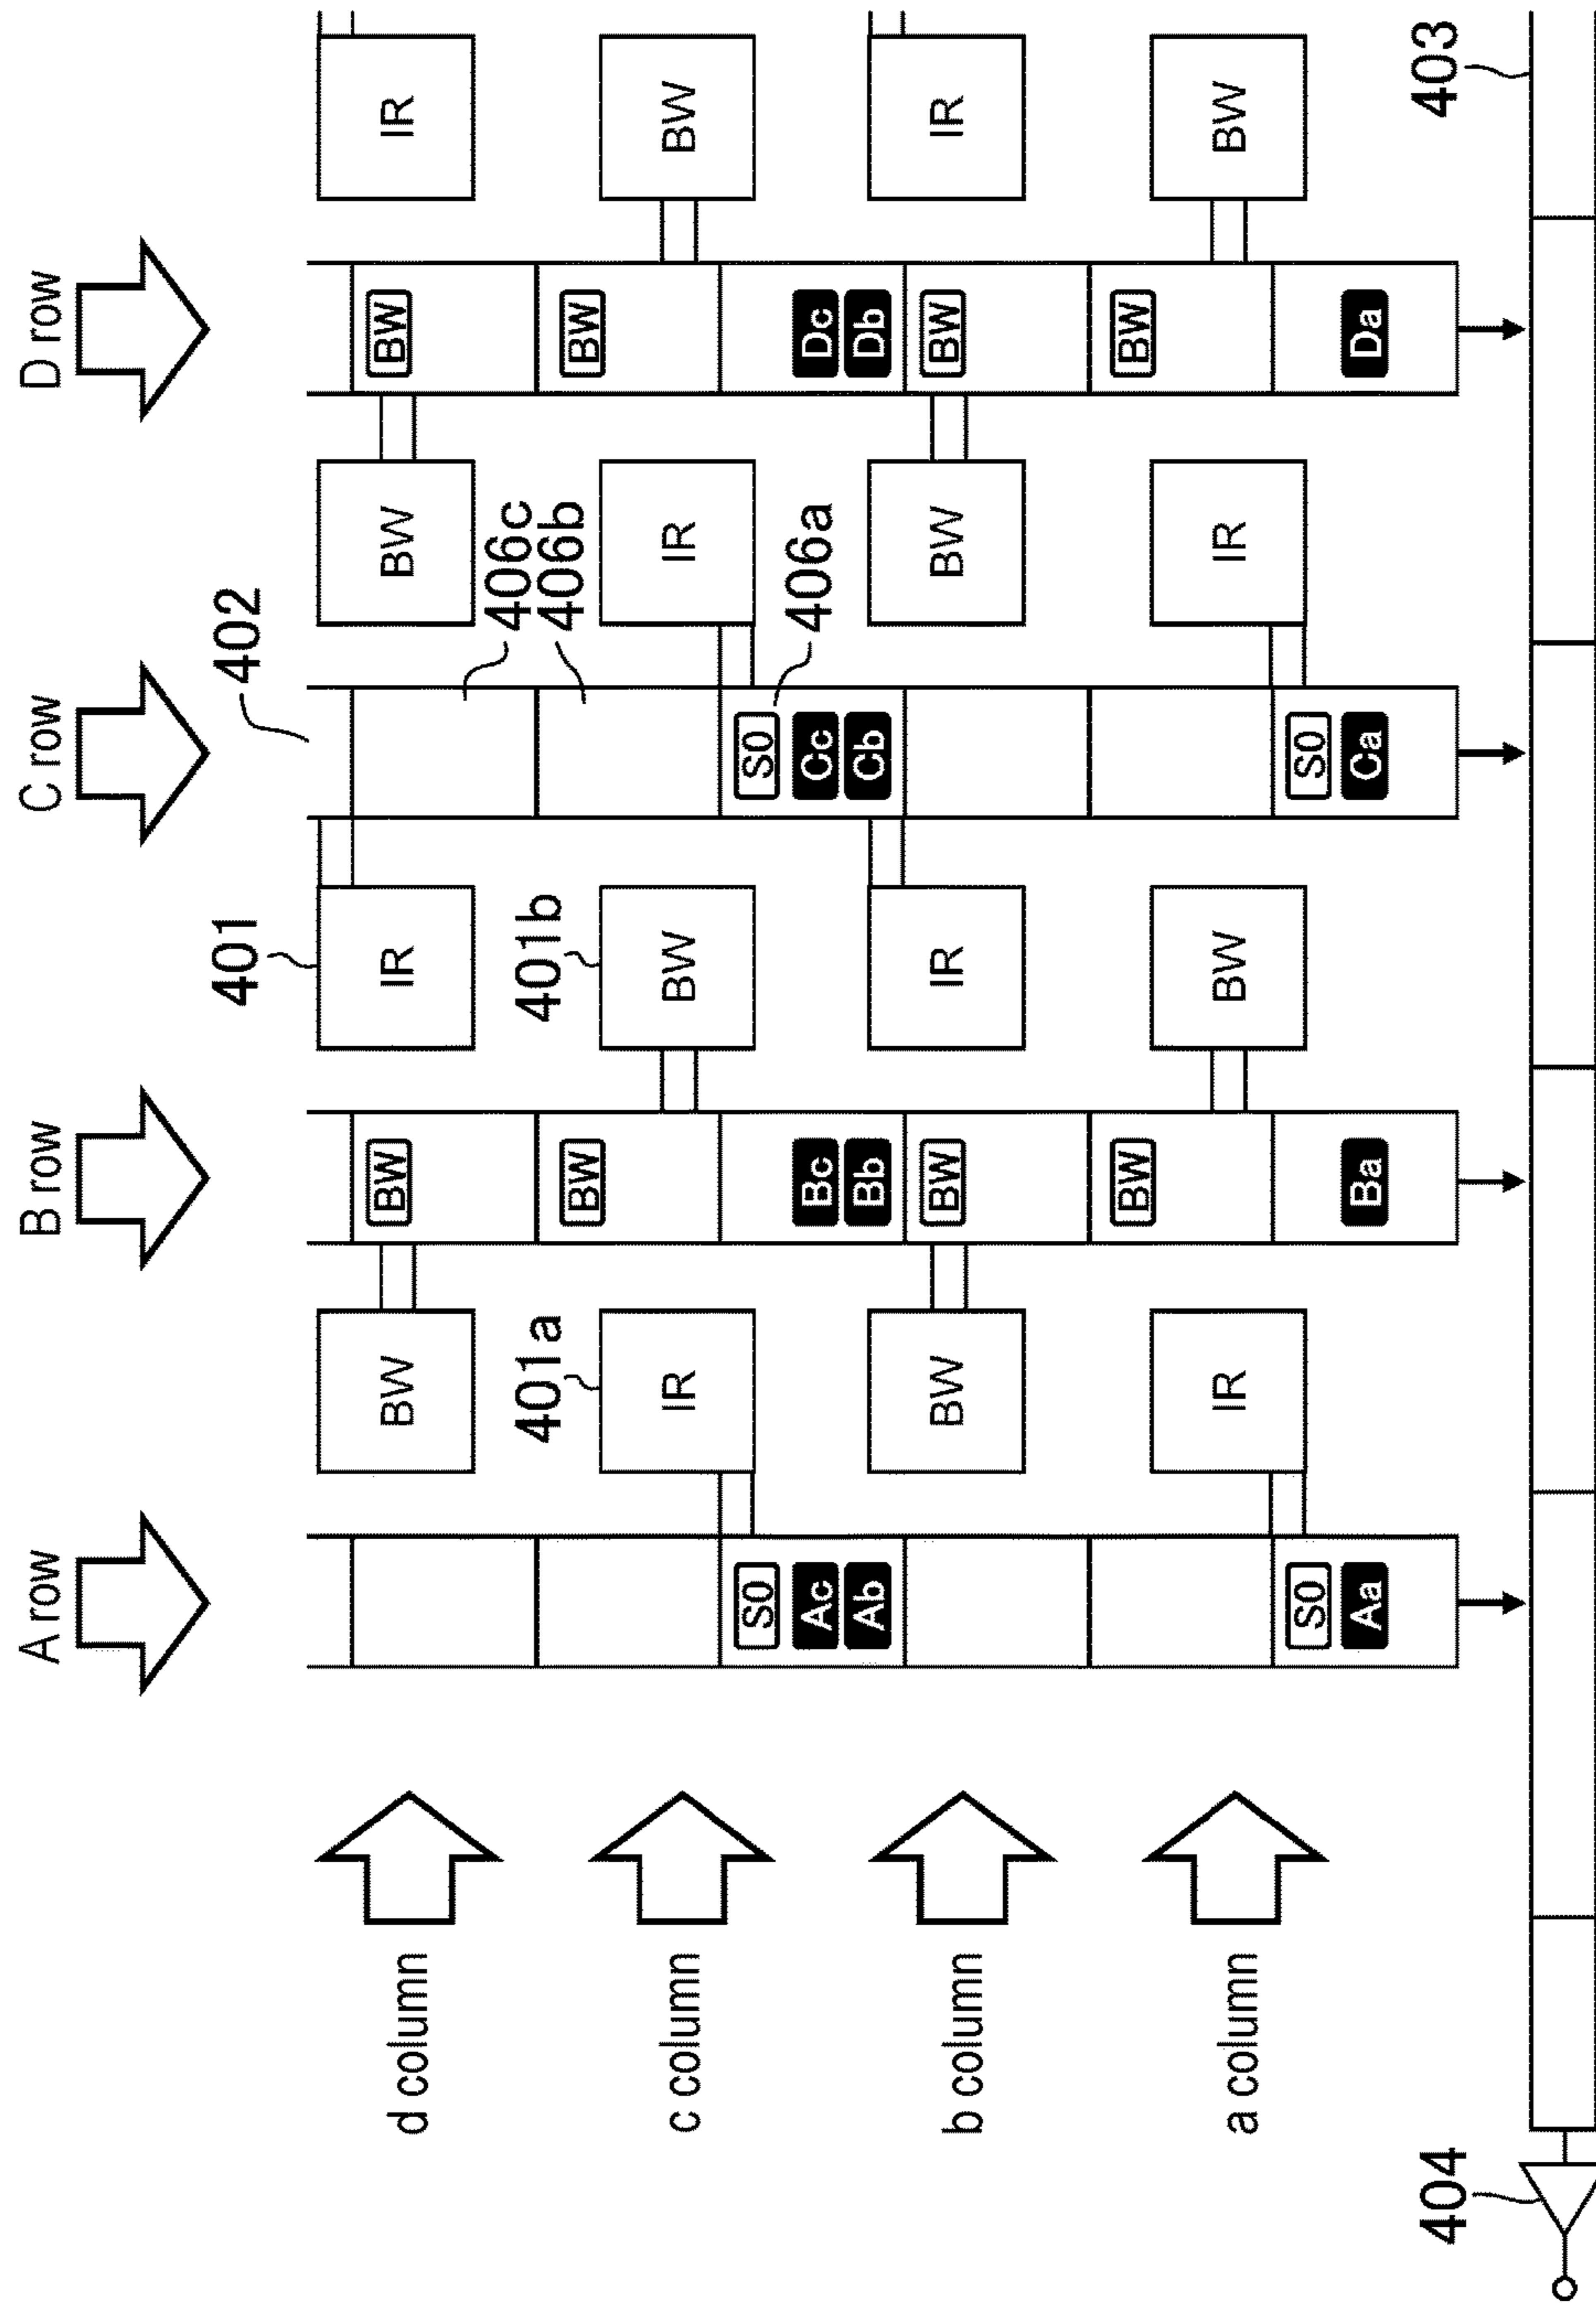 A row B row C row D row
401 402
d column BW BW IR BW BW IR
401a 401b 406c
406b
BW BW
c column IR BW IR BW
S0 S0
Ac Bc Cc 406a Dc
Ab Bb Cb Db
b column BW BW IR BW BW IR
BW BW
a column IR BW IR BW
S0 S0
Aa Ba Ca Da
404 403